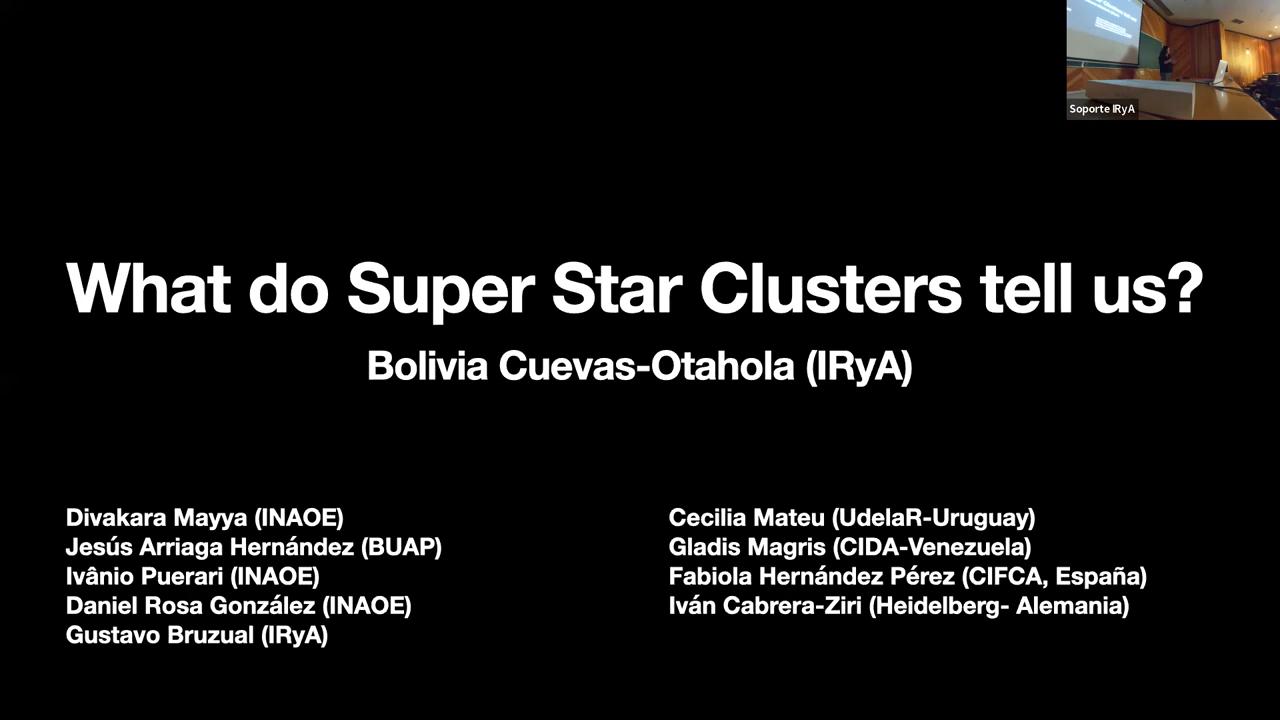 Soporte IRyA
What do Super Star Clusters tell us?
Bolivia Cuevas-Otahola (IRyA)
Divakara Mayya (INAOE)
Jesús Arriaga Hernández (BUAP)
Ivânio Puerari (INAOE)
Daniel Rosa González (INAOE)
Gustavo Bruzual (IRyA)
Cecilia Mateu (UdelaR-Uruguay)
Gladis Magris (CIDA-Venezuela)
Fabiola Hernández Pérez (CIFCA, España)
Iván Cabrera-Ziri (Heidelberg- Alemania)